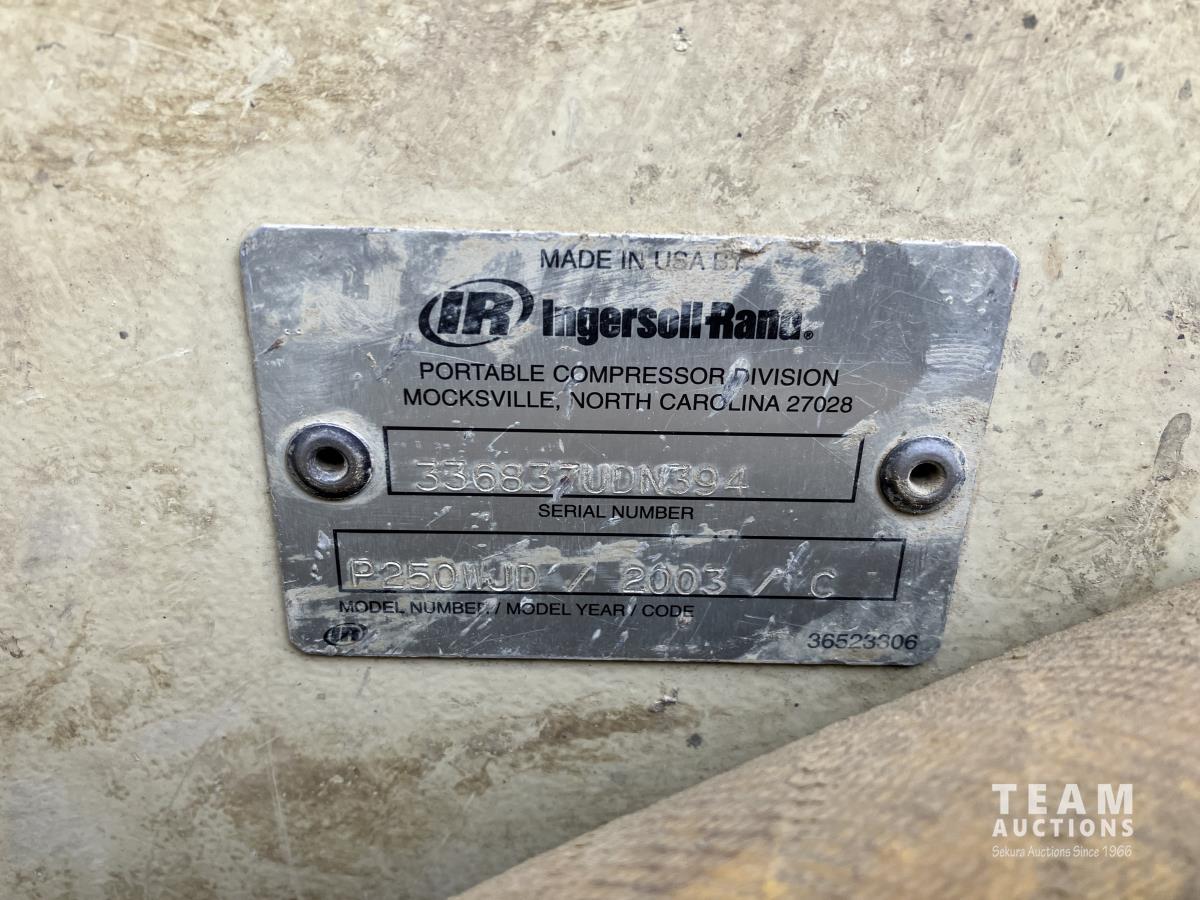 MADE IN USA BY
IR Ingersoll-Rand®
PORTABLE COMPRESSOR DIVISION
MOCKSVILLE, NORTH CAROLINA 27028
336837UDN394
SERIAL NUMBER
P250WJD / 2003 / C
MODEL NUMBER / MODEL YEAR / CODE
IR 36523306
TEAM
AUCTIONS
Sekura Auctions Since 1966